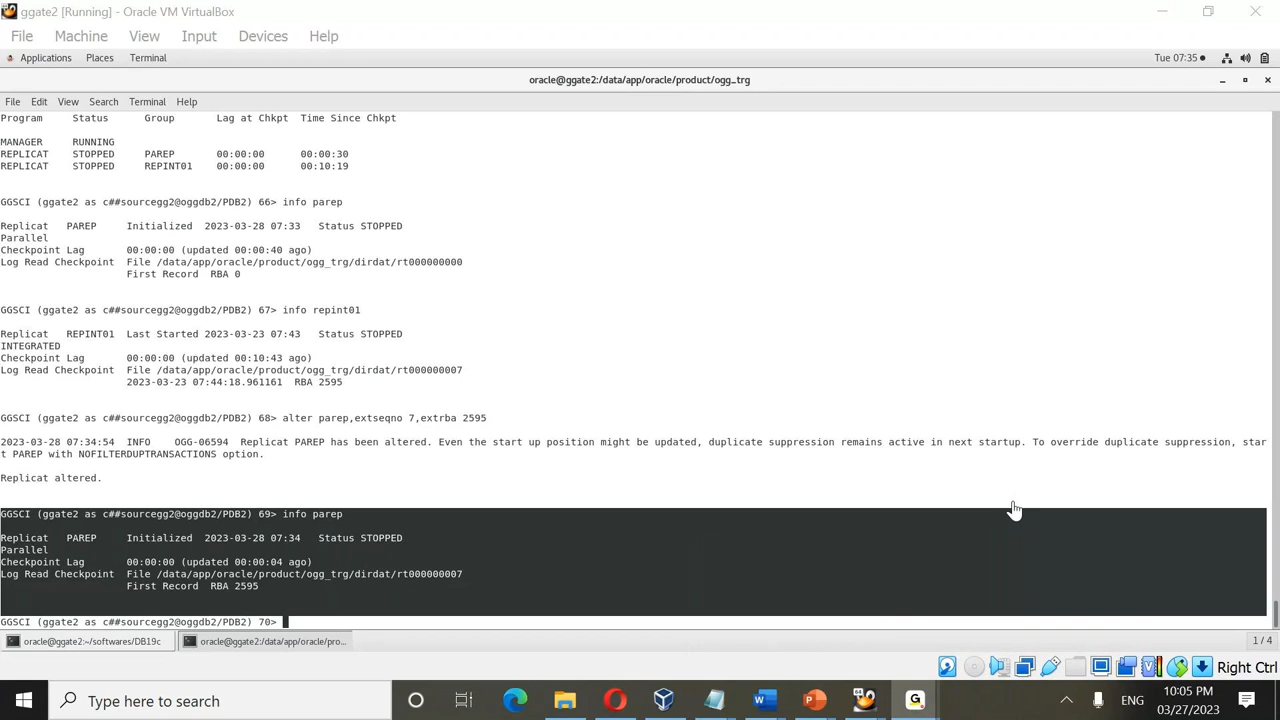 ggate2 [Running] - Oracle VM VirtualBox
File Machine View Input Devices Help
Applications Places Terminal Tue 07:35
oracle@ggate2:/data/app/oracle/product/ogg_trg
File Edit View Search Terminal Help
Program Status Group Lag at Chkpt Time Since Chkpt
MANAGER RUNNING
REPLICAT STOPPED PAREP 00:00:00 00:00:30
REPLICAT STOPPED REPINT01 00:00:00 00:10:19
GGSCI (ggate2 as c##sourcegg2@oggdb2/PDB2) 66> info parep
Replicat PAREP Initialized 2023-03-28 07:33 Status STOPPED
Parallel
Checkpoint Lag 00:00:00 (updated 00:00:40 ago)
Log Read Checkpoint File /data/app/oracle/product/ogg_trg/dirdat/rt000000000
First Record RBA 0
GGSCI (ggate2 as c##sourcegg2@oggdb2/PDB2) 67> info repint01
Replicat REPINT01 Last Started 2023-03-23 07:43 Status STOPPED
INTEGRATED
Checkpoint Lag 00:00:00 (updated 00:10:43 ago)
Log Read Checkpoint File /data/app/oracle/product/ogg_trg/dirdat/rt000000007
2023-03-23 07:44:18.961161 RBA 2595
GGSCI (ggate2 as c##sourcegg2@oggdb2/PDB2) 68> alter parep,extseqno 7,extrba 2595
2023-03-28 07:34:54 INFO OGG-06594 Replicat PAREP has been altered. Even the start up position might be updated, duplicate suppression remains active in next startup. To override duplicate suppression, star
t PAREP with NOFILTERDUPTRANSACTIONS option.
Replicat altered.
GGSCI (ggate2 as c##sourcegg2@oggdb2/PDB2) 69> info parep
Replicat PAREP Initialized 2023-03-28 07:34 Status STOPPED
Parallel
Checkpoint Lag 00:00:00 (updated 00:00:04 ago)
Log Read Checkpoint File /data/app/oracle/product/ogg_trg/dirdat/rt000000007
First Record RBA 2595
GGSCI (ggate2 as c##sourcegg2@oggdb2/PDB2) 70>
oracle@ggate2:~/softwares/DB19c oracle@ggate2:/data/app/oracle/pro... 1 / 4
Right Ctrl
Type here to search ENG 10:05 PM
03/27/2023